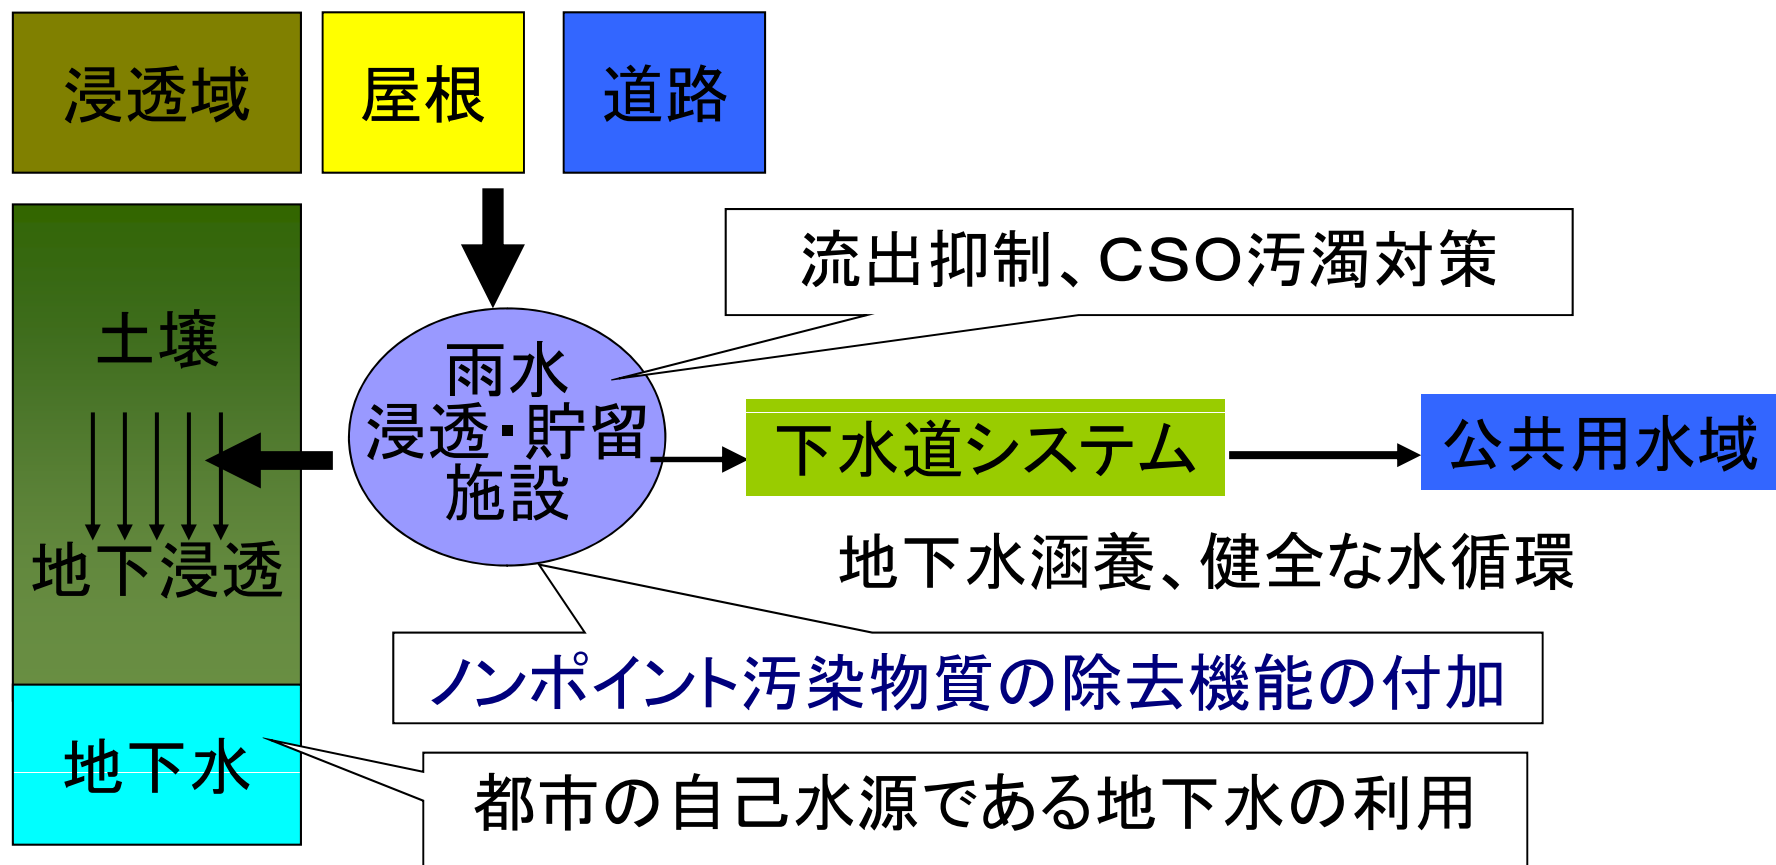 浸透域
屋根
道路
流出抑制、CSO汚濁対策
土壌
雨水
浸透・貯留
施設
下水道システム
公共用水域
地下浸透
地下水涵養、健全な水循環
ノンポイント汚染物質の除去機能の付加
地下水
都市の自己水源である地下水の利用